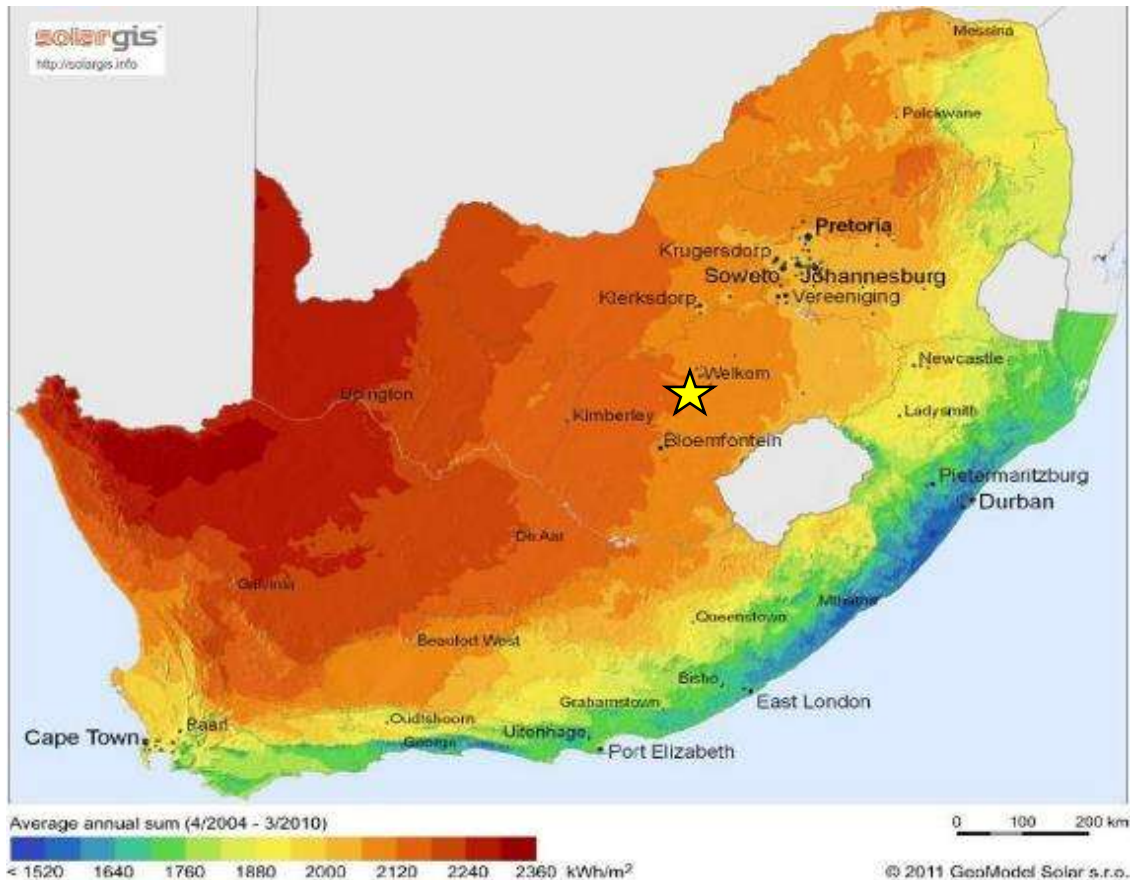 solargis
http://solargis.info
Messina
Polokwane
Pretoria
Krugersdorp
Soweto
Johannesburg
Klerksdorp
Vereeniging
Welkom
Newcastle
Upington
Kimberley
Ladysmith
Bloemfontein
Pietermaritzburg
Durban
De Aar
Calvinia
Mthatha
Queenstown
Beaufort West
Bisho
Grahamstown
East London
Oudtshoorn
Paarl
Uitenhage
Cape Town
George
Port Elizabeth
Average annual sum (4/2004 - 3/2010)
0 100 200 km
< 1520 1640 1760 1880 2000 2120 2240 2360 kWh/m²
© 2011 GeoModel Solar s.r.o.